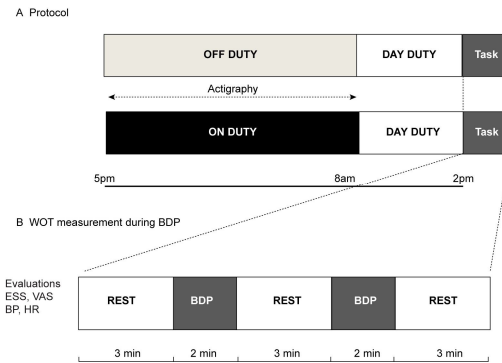 A Protocol
OFF DUTY DAY DUTY Task
Actigraphy
ON DUTY DAY DUTY Task
5pm 8am 2pm
B WOT measurement during BDP
Evaluations
ESS, VAS
BP, HR
REST BDP REST BDP REST
3 min 2 min 3 min 2 min 3 min